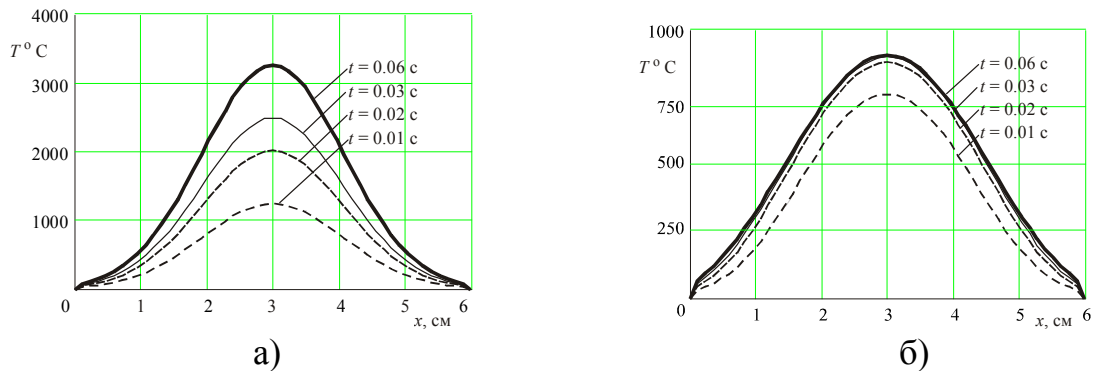 4000
T° C
3000
2000
1000
0
1
2
3
4
5
6
x, см
t = 0.06 с
t = 0.03 с
t = 0.02 с
t = 0.01 с
а)
1000
T° C
750
500
250
0
1
2
3
4
5
6
x, см
t = 0.06 с
t = 0.03 с
t = 0.02 с
t = 0.01 с
б)